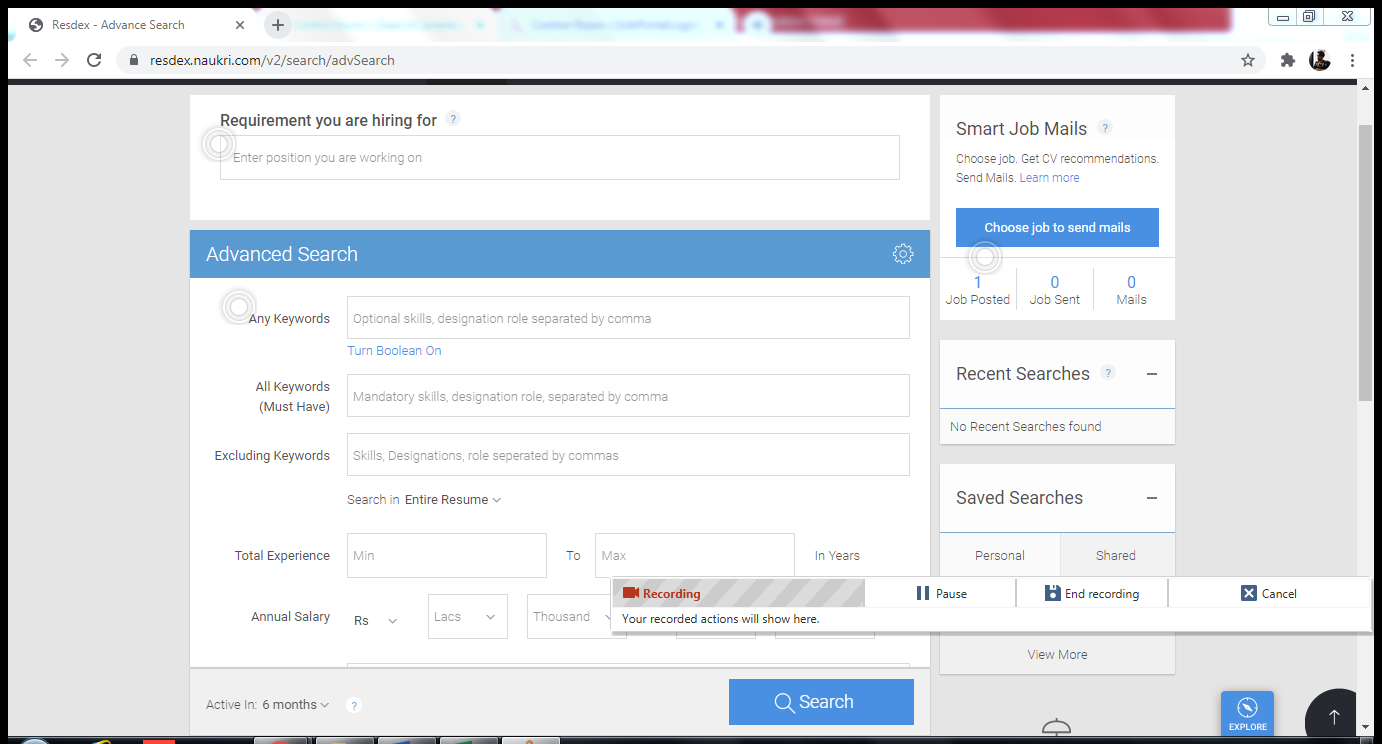 Resdex - Advance Search
resdex.naukri.com/v2/search/advSearch
Requirement you are hiring for ?
Enter position you are working on
Advanced Search
Any Keywords
Optional skills, designation role separated by comma
Turn Boolean On
All Keywords
(Must Have)
Mandatory skills, designation role, separated by comma
Excluding Keywords
Skills, Designations, role seperated by commas
Search in Entire Resume
Total Experience Min To Max In Years
Annual Salary Rs Lacs Thousand
Active In: 6 months ?
Search
Smart Job Mails ?
Choose job. Get CV recommendations.
Send Mails. Learn more
Choose job to send mails
1 0 0
Job Posted Job Sent Mails
Recent Searches ?
No Recent Searches found
Saved Searches
Personal Shared
Recording Pause End recording Cancel
Your recorded actions will show here.
View More
EXPLORE